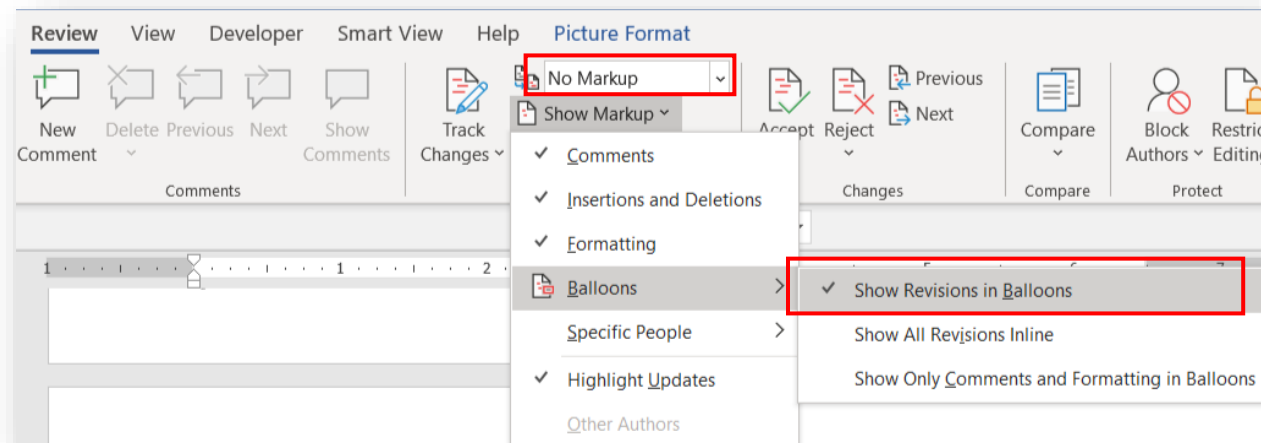 Review View Developer Smart View Help Picture Format
No Markup
Show Markup
New Comment
Delete
Previous
Next
Show Comments
Track Changes
Accept
Reject
Previous
Next
Compare
Block Authors
Comments
Changes
Compare
Protect
Comments
Insertions and Deletions
Formatting
Balloons
Specific People
Highlight Updates
Other Authors
Show Revisions in Balloons
Show All Revisions Inline
Show Only Comments and Formatting in Balloons
1 1 2